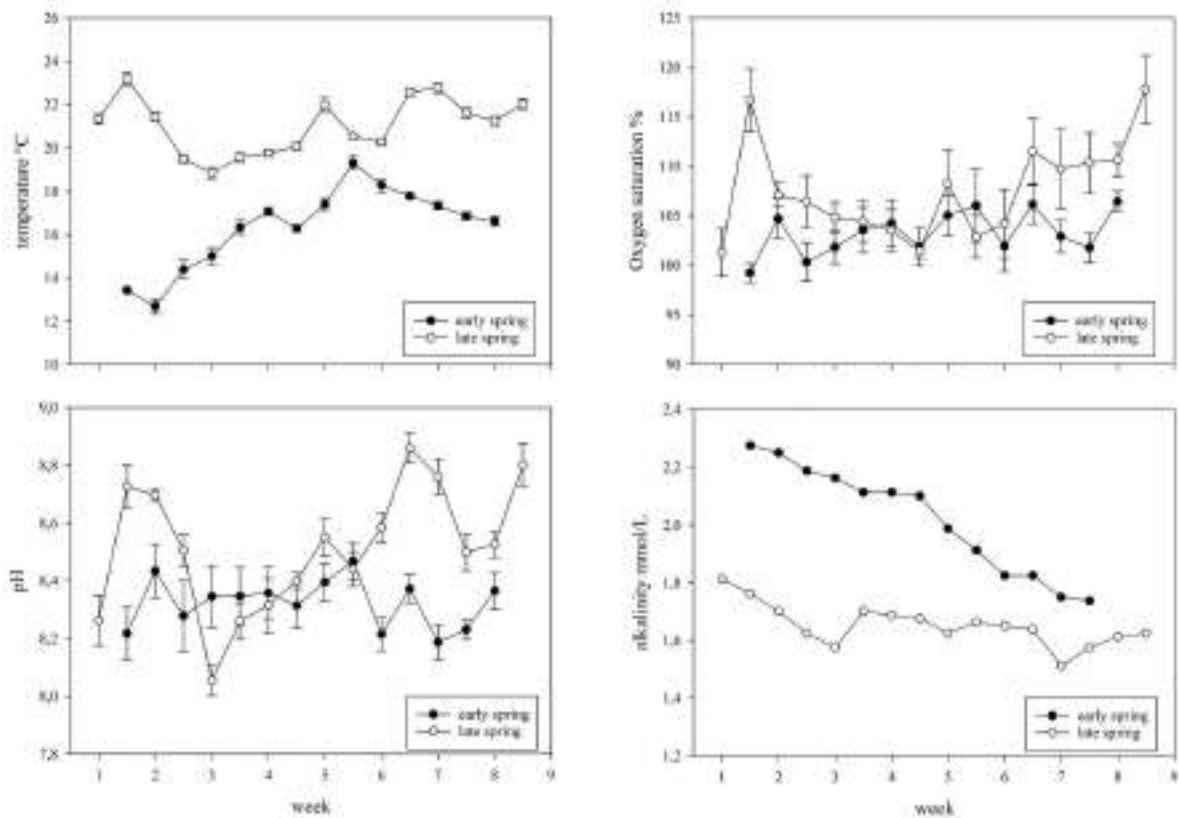 26
24
22
20
18
16
14
12
10
temperature °C
early spring
late spring
125
120
115
110
105
100
95
90
Oxygen saturation %
early spring
late spring
9,0
8,8
8,6
8,4
8,2
8,0
7,8
pH
early spring
late spring
1 2 3 4 5 6 7 8 9
week
2.4
2.2
2.0
1.8
1.6
1.4
1.2
alkalinity mmol/L
early spring
late spring
1 2 3 4 5 6 7 8 9
week